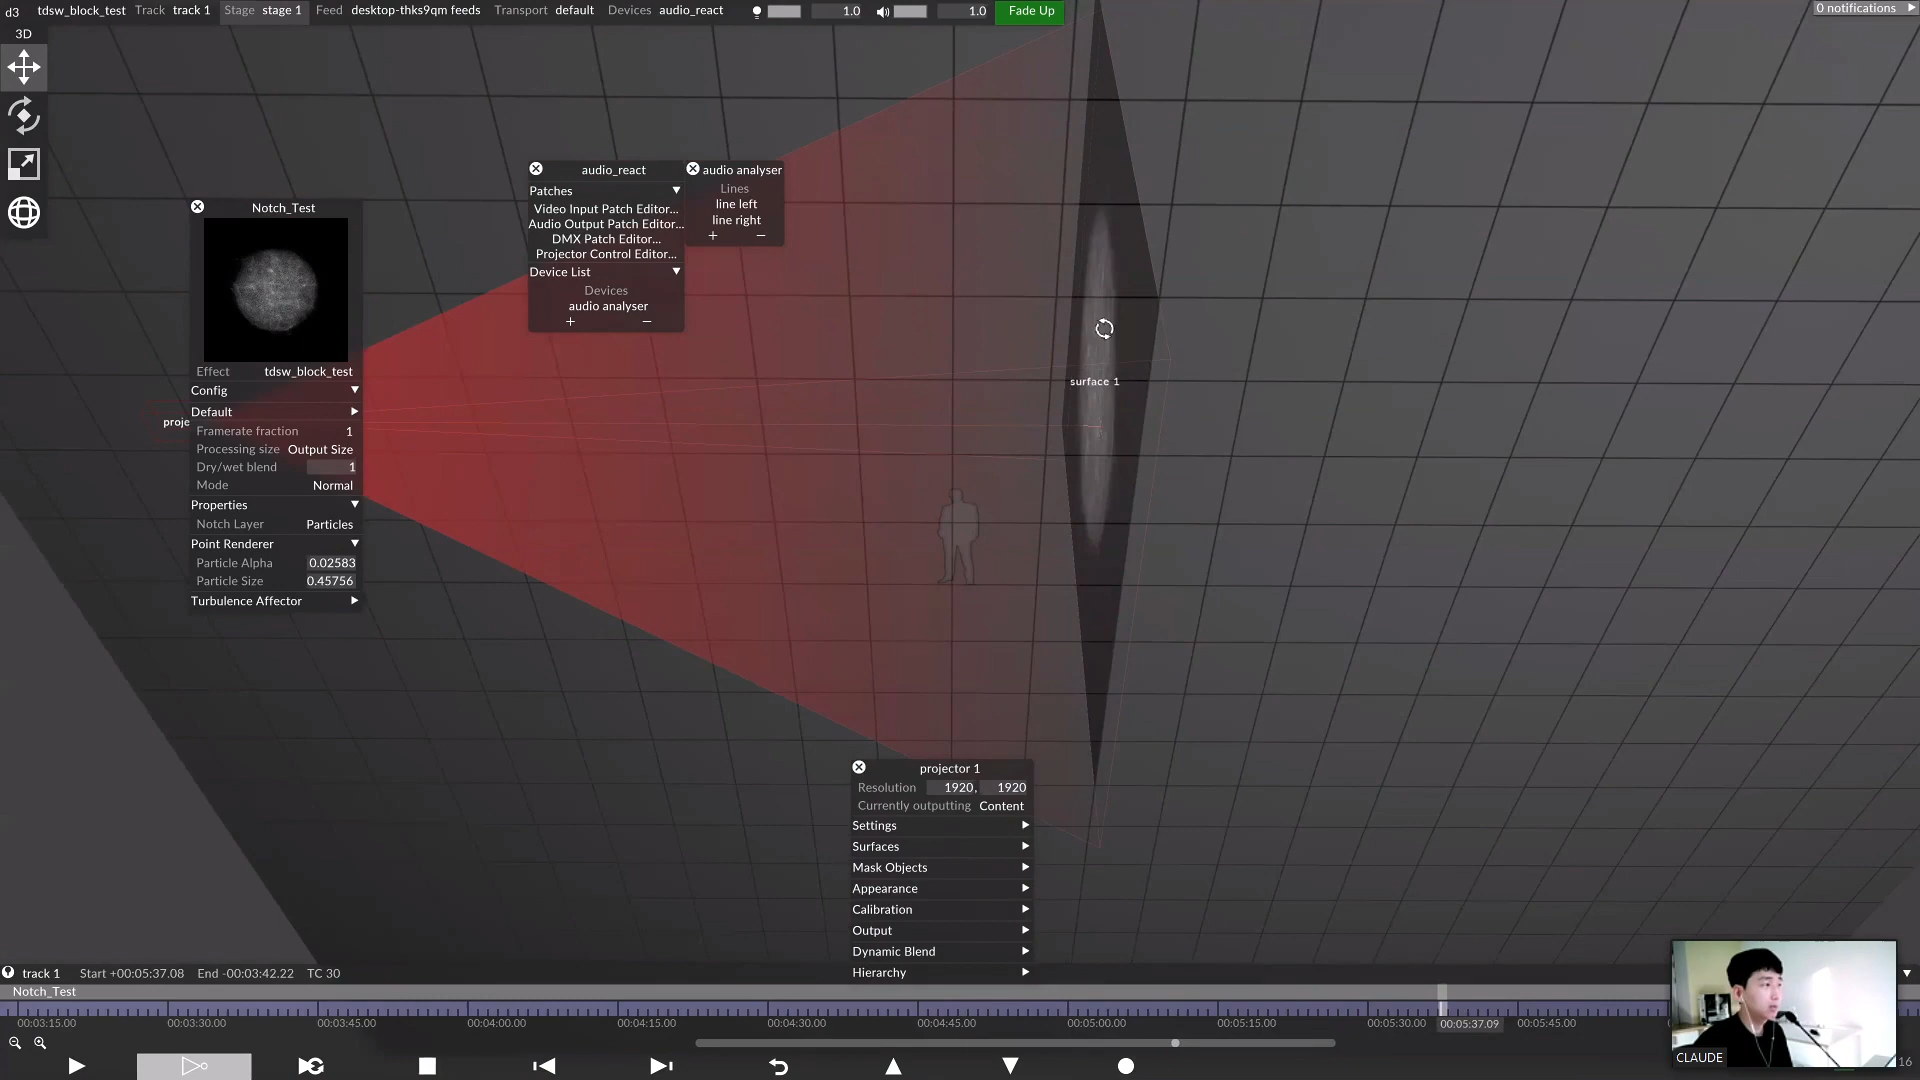 d3 tdsw_block_test Track track 1 Stage stage 1 Feed desktop-thks9qm feeds Transport default Devices audio_react 1.0 1.0 Fade Up 0 notifications
3D
audio_react
Patches
Video Input Patch Editor...
Audio Output Patch Editor...
DMX Patch Editor...
Projector Control Editor...
Device List
Devices
audio analyser
+ −
audio analyser
Lines
line left
line right
+ −
Notch_Test
Effect tdsw_block_test
Config
Default
Framerate fraction 1
Processing size Output Size
Dry/wet blend 1
Mode Normal
Properties
Notch Layer Particles
Point Renderer
Particle Alpha 0.02583
Particle Size 0.45756
Turbulence Affector
proje
surface 1
projector 1
Resolution 1920, 1920
Currently outputting Content
Settings
Surfaces
Mask Objects
Appearance
Calibration
Output
Dynamic Blend
Hierarchy
track 1 Start +00:05:37.08 End -00:03:42.22 TC 30
Notch_Test
00:03:15.00 00:03:30.00 00:03:45.00 00:04:00.00 00:04:15.00 00:04:30.00 00:04:45.00 00:05:00.00 00:05:15.00 00:05:30.00 00:05:37.09 00:05:45.00
CLAUDE
16